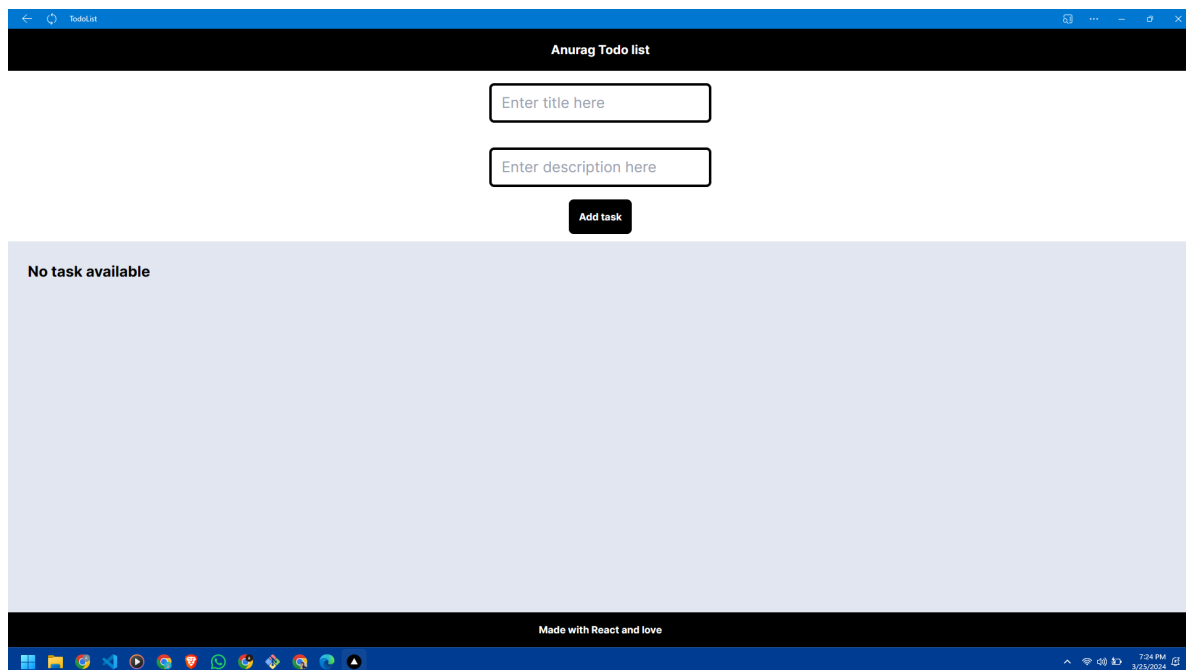 TodoList
Anurag Todo list
Enter title here
Enter description here
Add task
No task available
Made with React and love
7:24 PM
3/25/2024